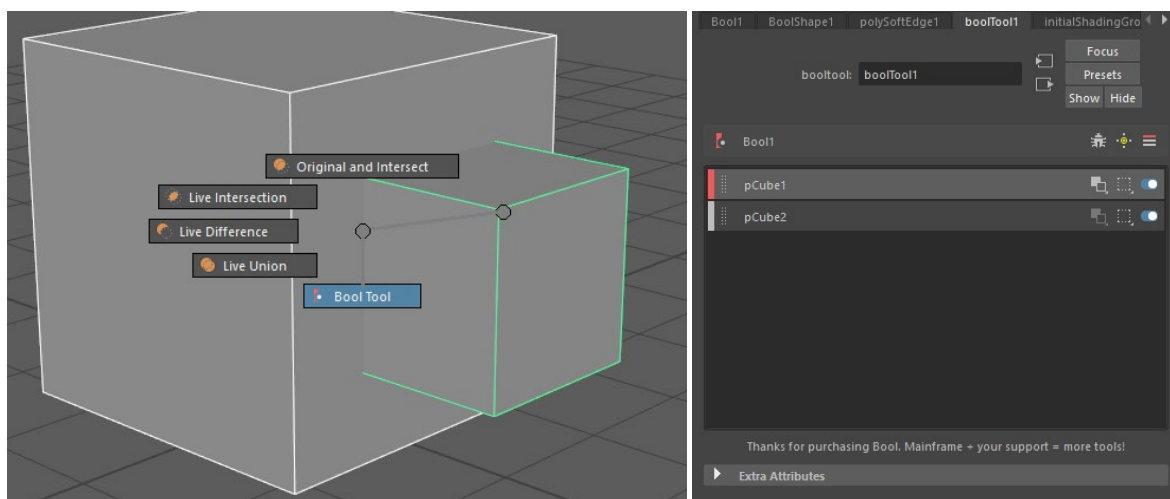 Original and Intersect
Live Intersection
Live Difference
Live Union
Bool Tool
Bool1 BoolShape1 polySoftEdge1 boolTool1 initialShadingGro
Focus
booltool: boolTool1 Presets
Show Hide
Bool1
pCube1
pCube2
Thanks for purchasing Bool. Mainframe + your support = more tools!
Extra Attributes